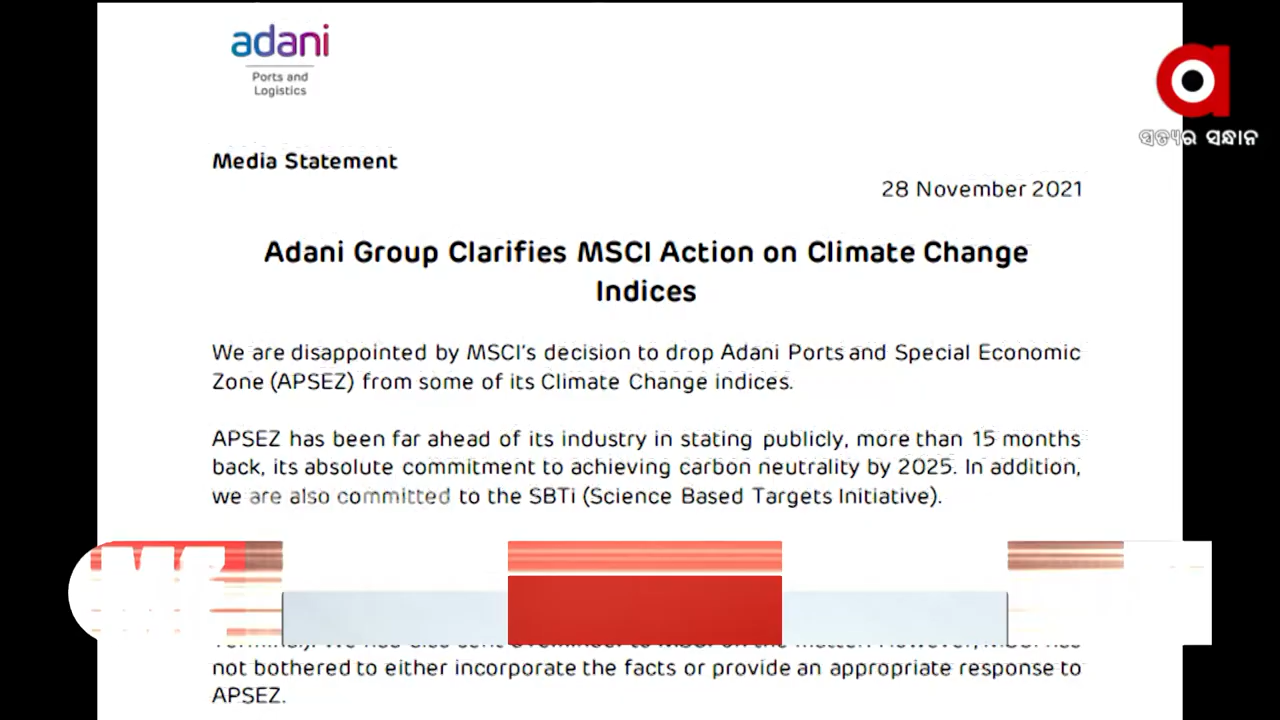 adani
Ports and
Logistics
ସତ୍ୟର ସନ୍ଧାନ
Media Statement
28 November 2021
Adani Group Clarifies MSCI Action on Climate Change
Indices
We are disappointed by MSCI's decision to drop Adani Ports and Special Economic
Zone (APSEZ) from some of its Climate Change indices.
APSEZ has been far ahead of its industry in stating publicly, more than 15 months
back, its absolute commitment to achieving carbon neutrality by 2025. In addition,
we are also committed to the SBTi (Science Based Targets Initiative).
not bothered to either incorporate the facts or provide an appropriate response to
APSEZ.